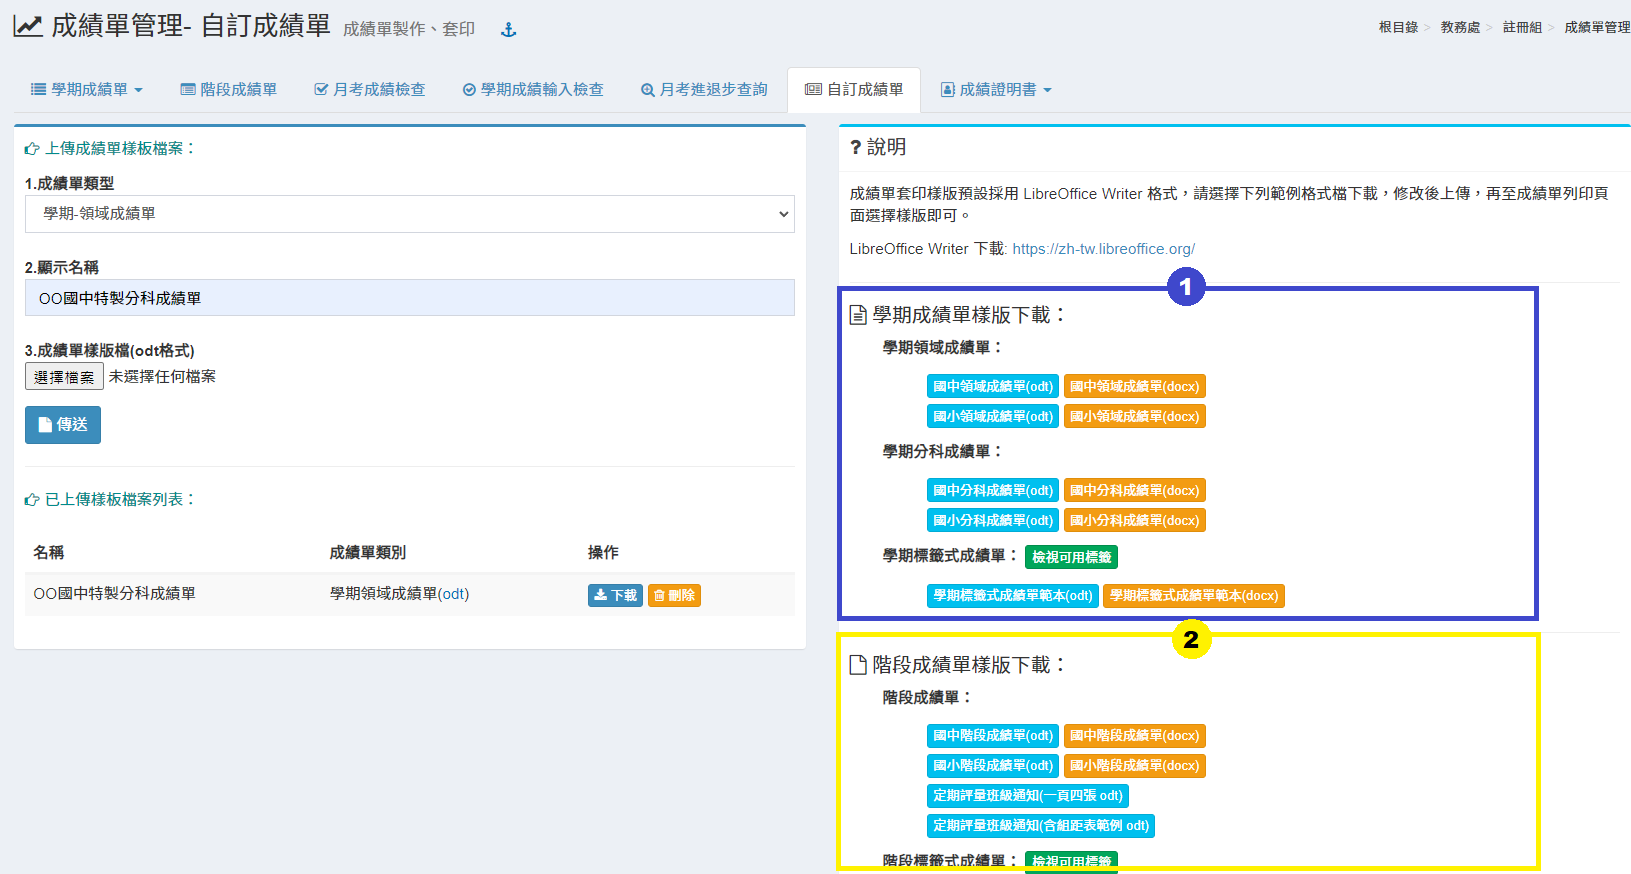 成績單管理- 自訂成績單 成績單製作、套印
根目錄 > 教務處 > 註冊組 > 成績單管理
學期成績單 階段成績單 月考成績檢查 學期成績輸入檢查 月考進退步查詢 自訂成績單 成績證明書
上傳成績單樣板檔案：
1.成績單類型
學期-領域成績單
2.顯示名稱
OO國中特製分科成績單
3.成績單樣版檔(odt格式)
選擇檔案 未選擇任何檔案
傳送
已上傳樣板檔案列表：
名稱 成績單類別 操作
OO國中特製分科成績單 學期領域成績單(odt) 下載 刪除
? 說明
成績單套印樣版預設採用 LibreOffice Writer 格式，請選擇下列範例格式檔下載，修改後上傳，再至成績單列印頁
面選擇樣版即可。
LibreOffice Writer 下載: https://zh-tw.libreoffice.org/
1
學期成績單樣版下載：
學期領域成績單：
國中領域成績單(odt) 國中領域成績單(docx)
國小領域成績單(odt) 國小領域成績單(docx)
學期分科成績單：
國中分科成績單(odt) 國中分科成績單(docx)
國小分科成績單(odt) 國小分科成績單(docx)
學期標籤式成績單： 檢視可用標籤
學期標籤式成績單範本(odt) 學期標籤式成績單範本(docx)
2
階段成績單樣版下載：
階段成績單：
國中階段成績單(odt) 國中階段成績單(docx)
國小階段成績單(odt) 國小階段成績單(docx)
定期評量班級通知(一頁四張 odt)
定期評量班級通知(含組距表範例 odt)
階段標籤式成績單： 檢視可用標籤